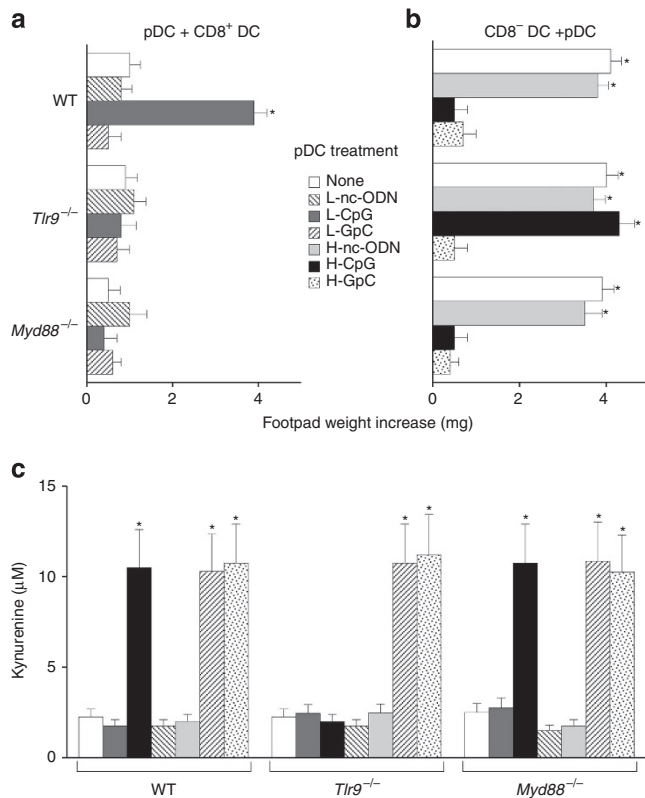 a
pDC + CD8⁺ DC
WT
Tlr9⁻/⁻
Myd88⁻/⁻
0 2 4
pDC treatment
None
L-nc-ODN
L-CpG
L-GpC
H-nc-ODN
H-CpG
H-GpC
b
CD8⁻ DC +pDC
0 2 4
Footpad weight increase (mg)
* * * * * * * *
c
Kynurenine (μM)
15
10
5
0
* * * * * * * *
WT Tlr9⁻/⁻ Myd88⁻/⁻